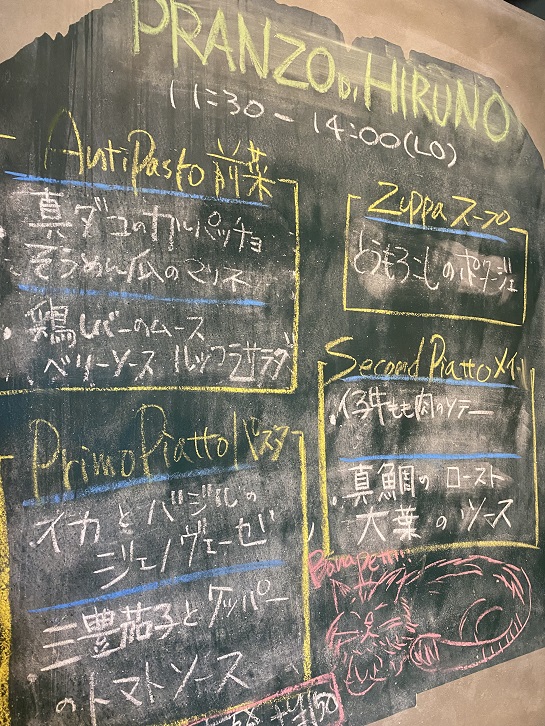 PRANZO DI HIRUNO
11:30 - 14:00(LO)
AntiPasto 前菜
真ダコのカルパッチョ
そうめん瓜のマリネ
・鶏レバーのムース
ベリーソース ルッコラサラダ
Zuppa スープ
とうもろこしのポタージュ
Second Piatto メイン
・仔牛もも肉のソテー
・真鯛のロースト
大葉のソース
Primo Piatto パスタ
・イカとバジルの
ジェノヴェーゼ
・三豊茄子とケッパー
のトマトソース